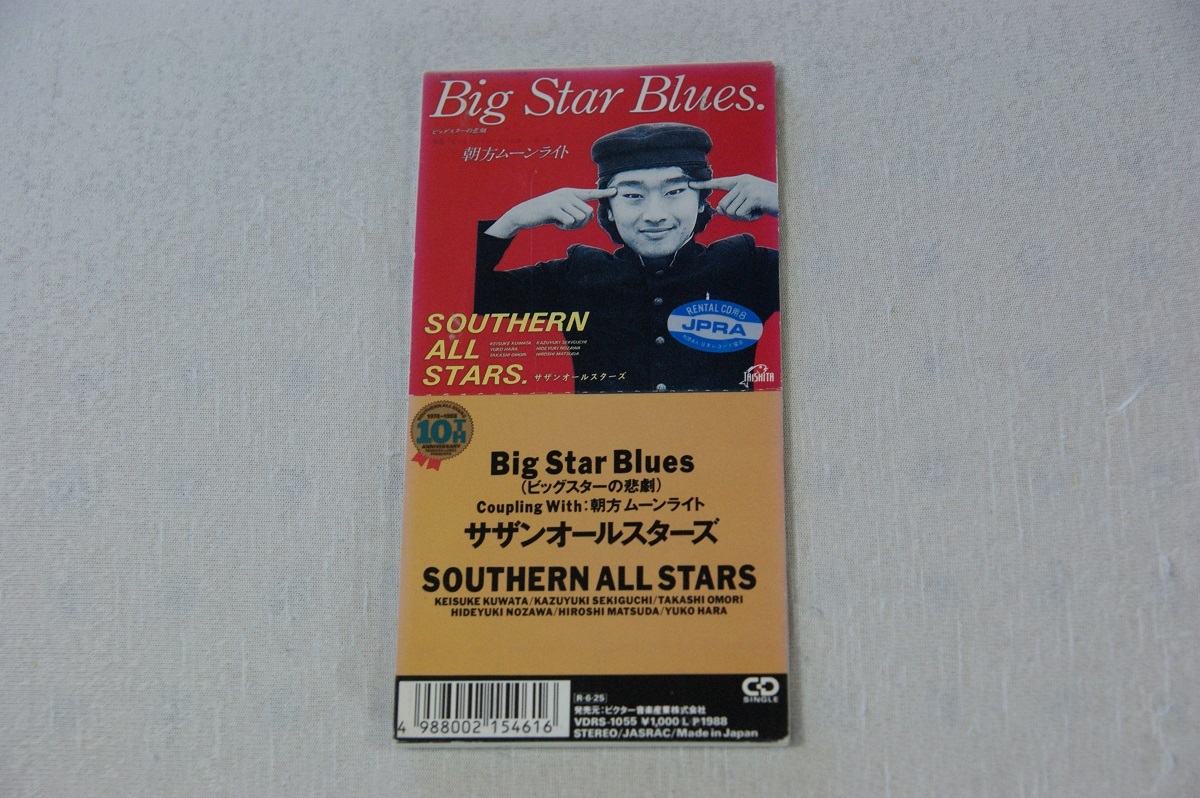 Big Star Blues.
ビッグスターの悲劇
朝方ムーンライト
RENTAL CD用 B
JPRA
SOUTHERN
ALL
STARS.
KEISUKE KUWATA KAZUYUKI SEKIGUCHI
YUKO HARA HIDEYUKI NOZAWA
TAKASHI OMORI HIROSHI MATSUDA
サザンオールスターズ
TAISHITA
10TH
ANNIVERSARY
Big Star Blues
(ビッグスターの悲劇)
Coupling With:朝方ムーンライト
サザンオールスターズ
SOUTHERN ALL STARS
KEISUKE KUWATA/KAZUYUKI SEKIGUCHI/TAKASHI OMORI
HIDEYUKI NOZAWA/HIROSHI MATSUDA/YUKO HARA
4 988002 154616
R-6・25
発売元:ビクター音楽産業株式会社
VDRS-1055 ¥1,000 L Ⓟ1988
STEREO/JASRAC/Made in Japan
CD
SINGLE